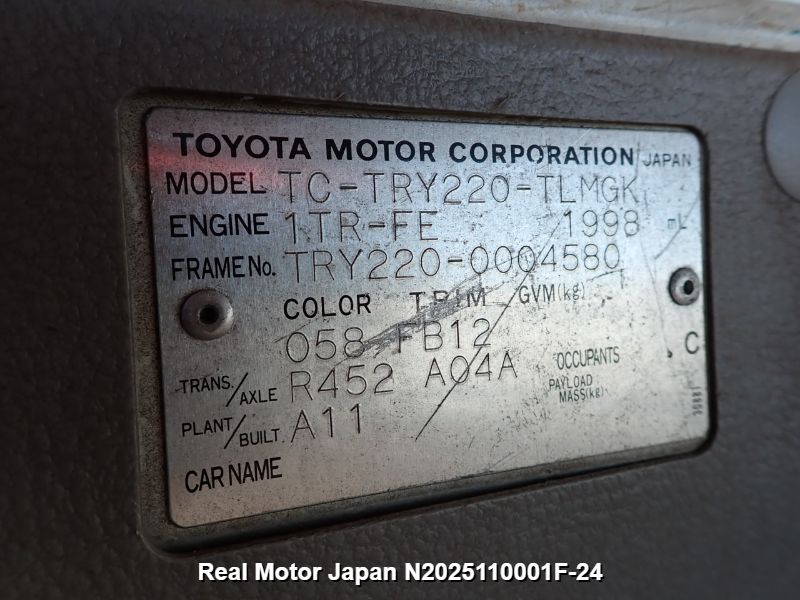 TOYOTA MOTOR CORPORATION JAPAN
MODEL TC-TRY220-TLMGK
ENGINE 1TR-FE 1998 mL
FRAME No. TRY220-0004580
COLOR TRIM GVM(kg)
058 FB12 C
TRANS./AXLE R452 A04A OCCUPANTS
PAYLOAD MASS(kg)
PLANT/BUILT A11
CAR NAME
Real Motor Japan N2025110001F-24